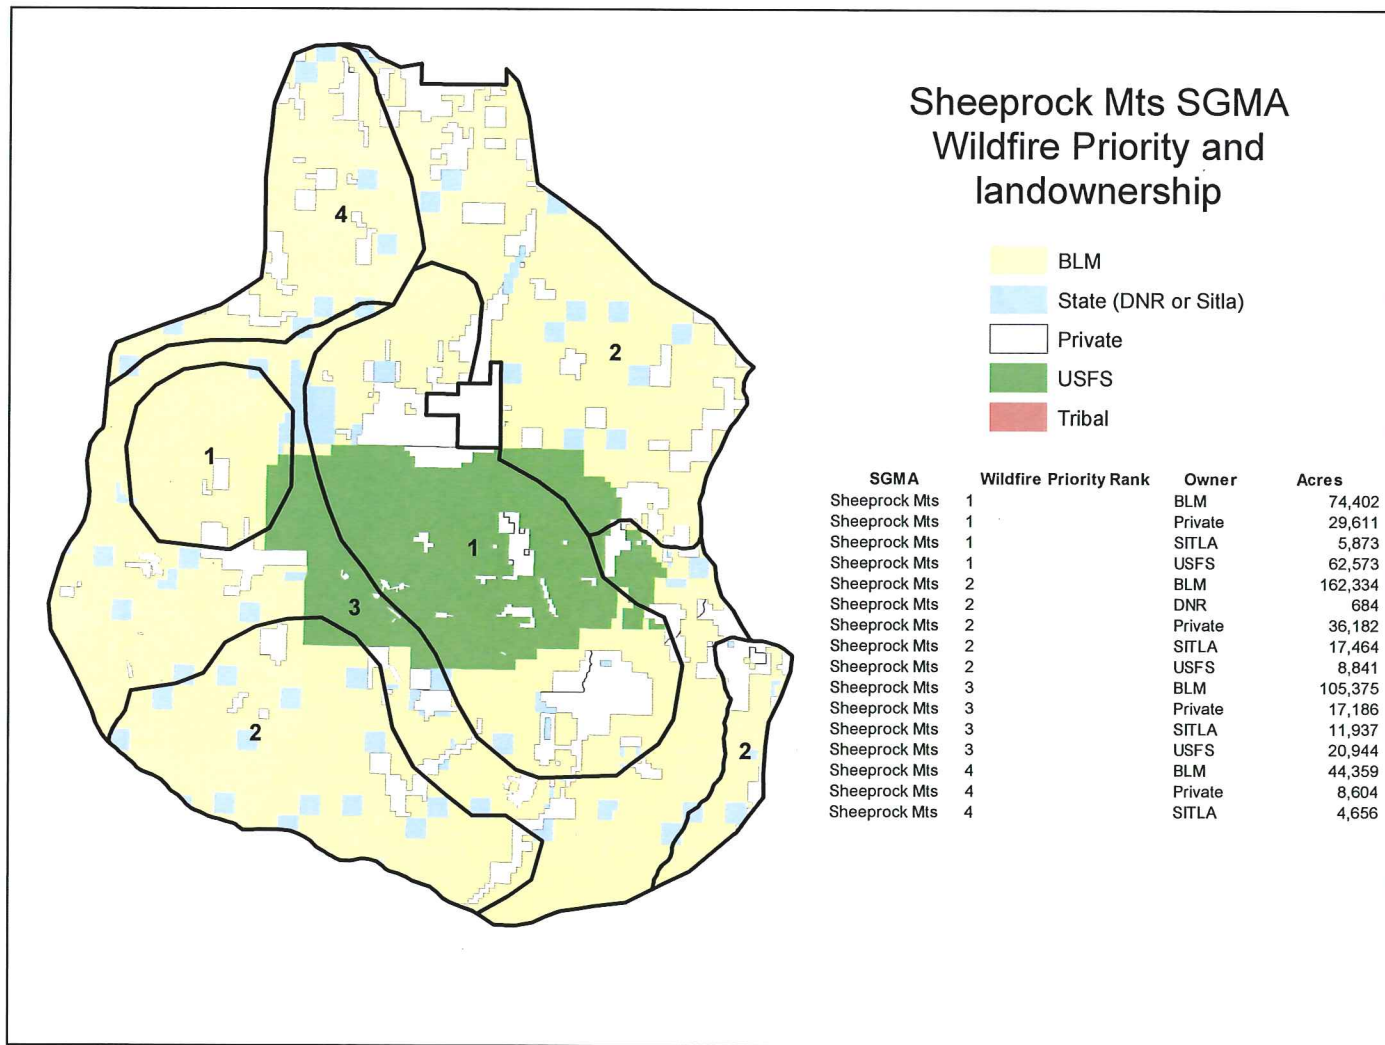 Sheeprock Mts SGMA
Wildfire Priority and
landownership
BLM
State (DNR or Sitla)
Private
USFS
Tribal
4
2
1
1
3
2
2
SGMA Wildfire Priority Rank Owner Acres
Sheeprock Mts 1 BLM 74,402
Sheeprock Mts 1 Private 29,611
Sheeprock Mts 1 SITLA 5,873
Sheeprock Mts 1 USFS 62,573
Sheeprock Mts 2 BLM 162,334
Sheeprock Mts 2 DNR 684
Sheeprock Mts 2 Private 36,182
Sheeprock Mts 2 SITLA 17,464
Sheeprock Mts 2 USFS 8,841
Sheeprock Mts 3 BLM 105,375
Sheeprock Mts 3 Private 17,186
Sheeprock Mts 3 SITLA 11,937
Sheeprock Mts 3 USFS 20,944
Sheeprock Mts 4 BLM 44,359
Sheeprock Mts 4 Private 8,604
Sheeprock Mts 4 SITLA 4,656